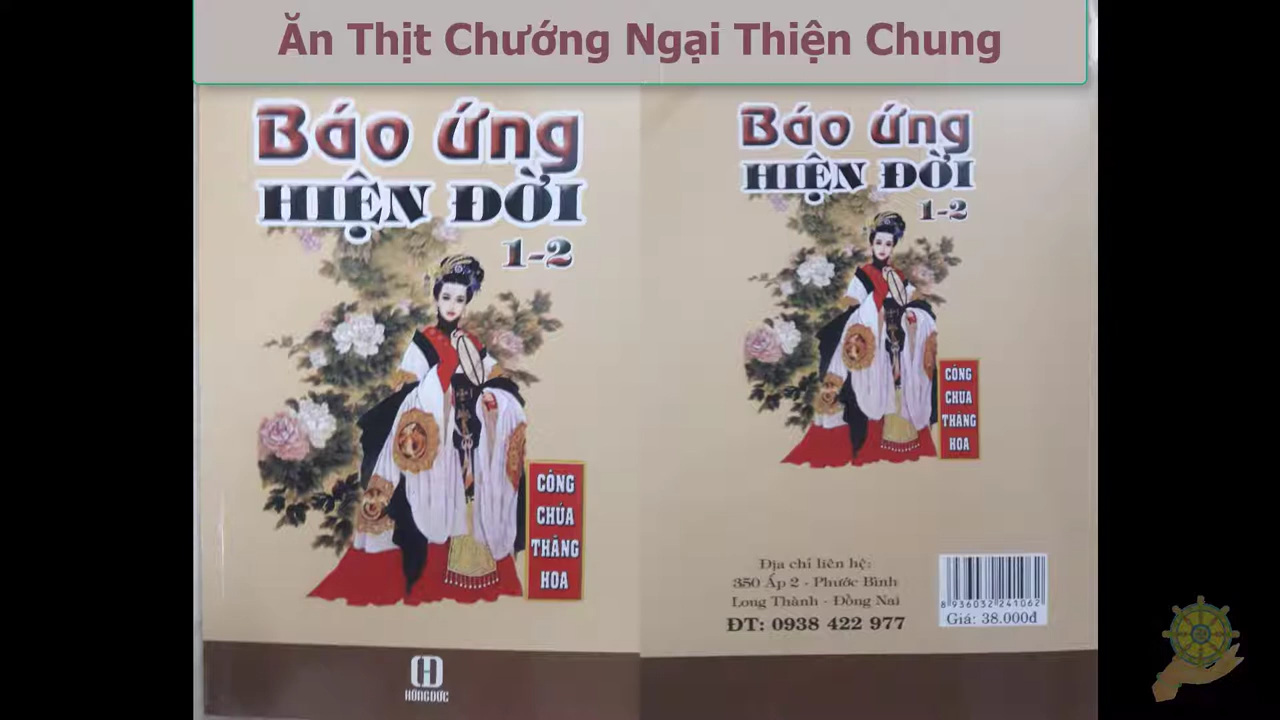 Ăn Thịt Chướng Ngại Thiện Chung
Báo ứng
HIỆN ĐỜI
1-2
CÔNG
CHÚA
THĂNG
HOA
HỒNG ĐỨC
Báo ứng
HIỆN ĐỜI
1-2
CÔNG
CHÚA
THĂNG
HOA
Địa chỉ liên hệ:
350 Ấp 2 - Phước Bình
Long Thành - Đồng Nai
ĐT: 0938 422 977
8 936032 241062
Giá: 38.000đ